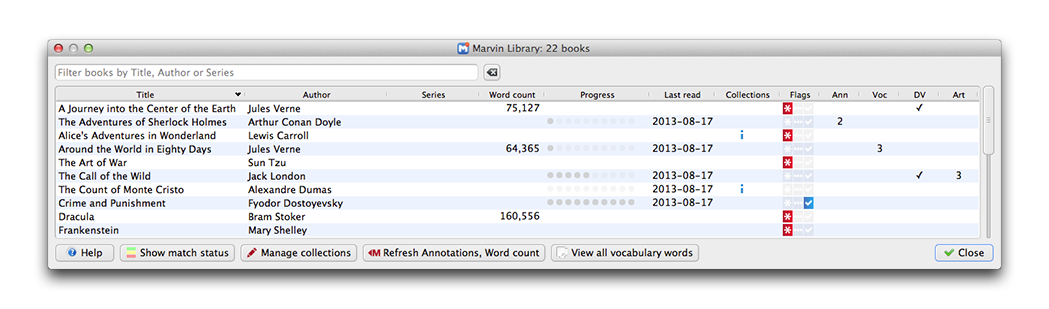 Marvin Library: 22 books
Filter books by Title, Author or Series
Title Author Series Word count Progress Last read Collections Flags Ann Voc DV Art
A Journey into the Center of the Earth Jules Verne 75,127 * ✓
The Adventures of Sherlock Holmes Arthur Conan Doyle 2013-08-17 2
Alice's Adventures in Wonderland Lewis Carroll i *
Around the World in Eighty Days Jules Verne 64,365 2013-08-17 3
The Art of War Sun Tzu *
The Call of the Wild Jack London 2013-08-17 ✓ 3
The Count of Monte Cristo Alexandre Dumas 2013-08-17 i
Crime and Punishment Fyodor Dostoyevsky 2013-08-17 ✓
Dracula Bram Stoker 160,556 *
Frankenstein Mary Shelley *
? Help Show match status Manage collections M Refresh Annotations, Word count View all vocabulary words Close